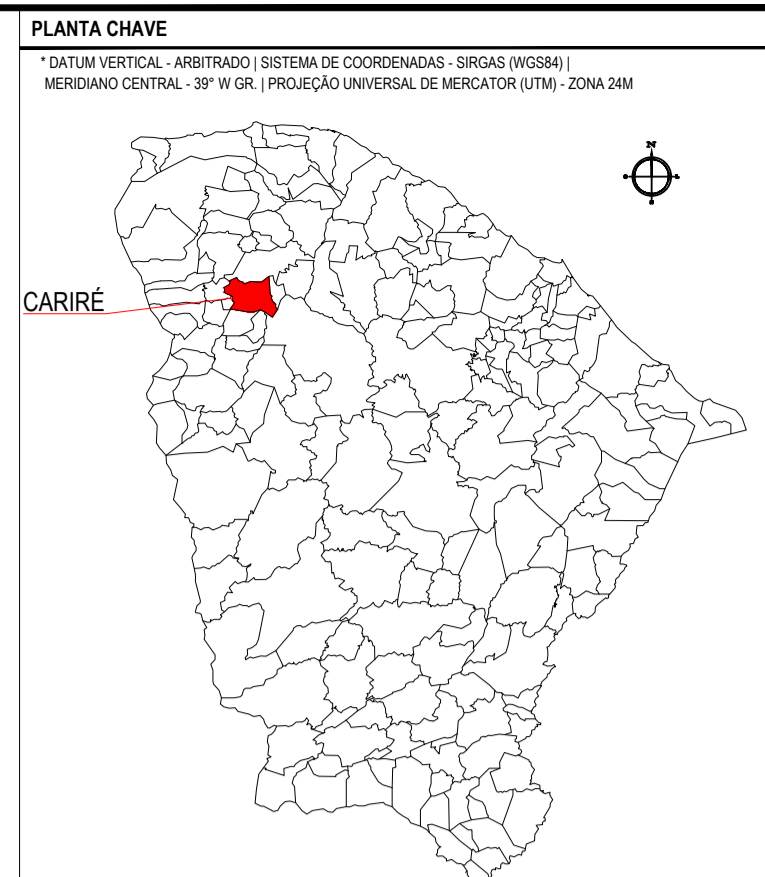 PLANTA CHAVE
* DATUM VERTICAL - ARBITRADO | SISTEMA DE COORDENADAS - SIRGAS (WGS84) |
MERIDIANO CENTRAL - 39° W GR. | PROJEÇÃO UNIVERSAL DE MERCATOR (UTM) - ZONA 24M
N
CARIRÉ